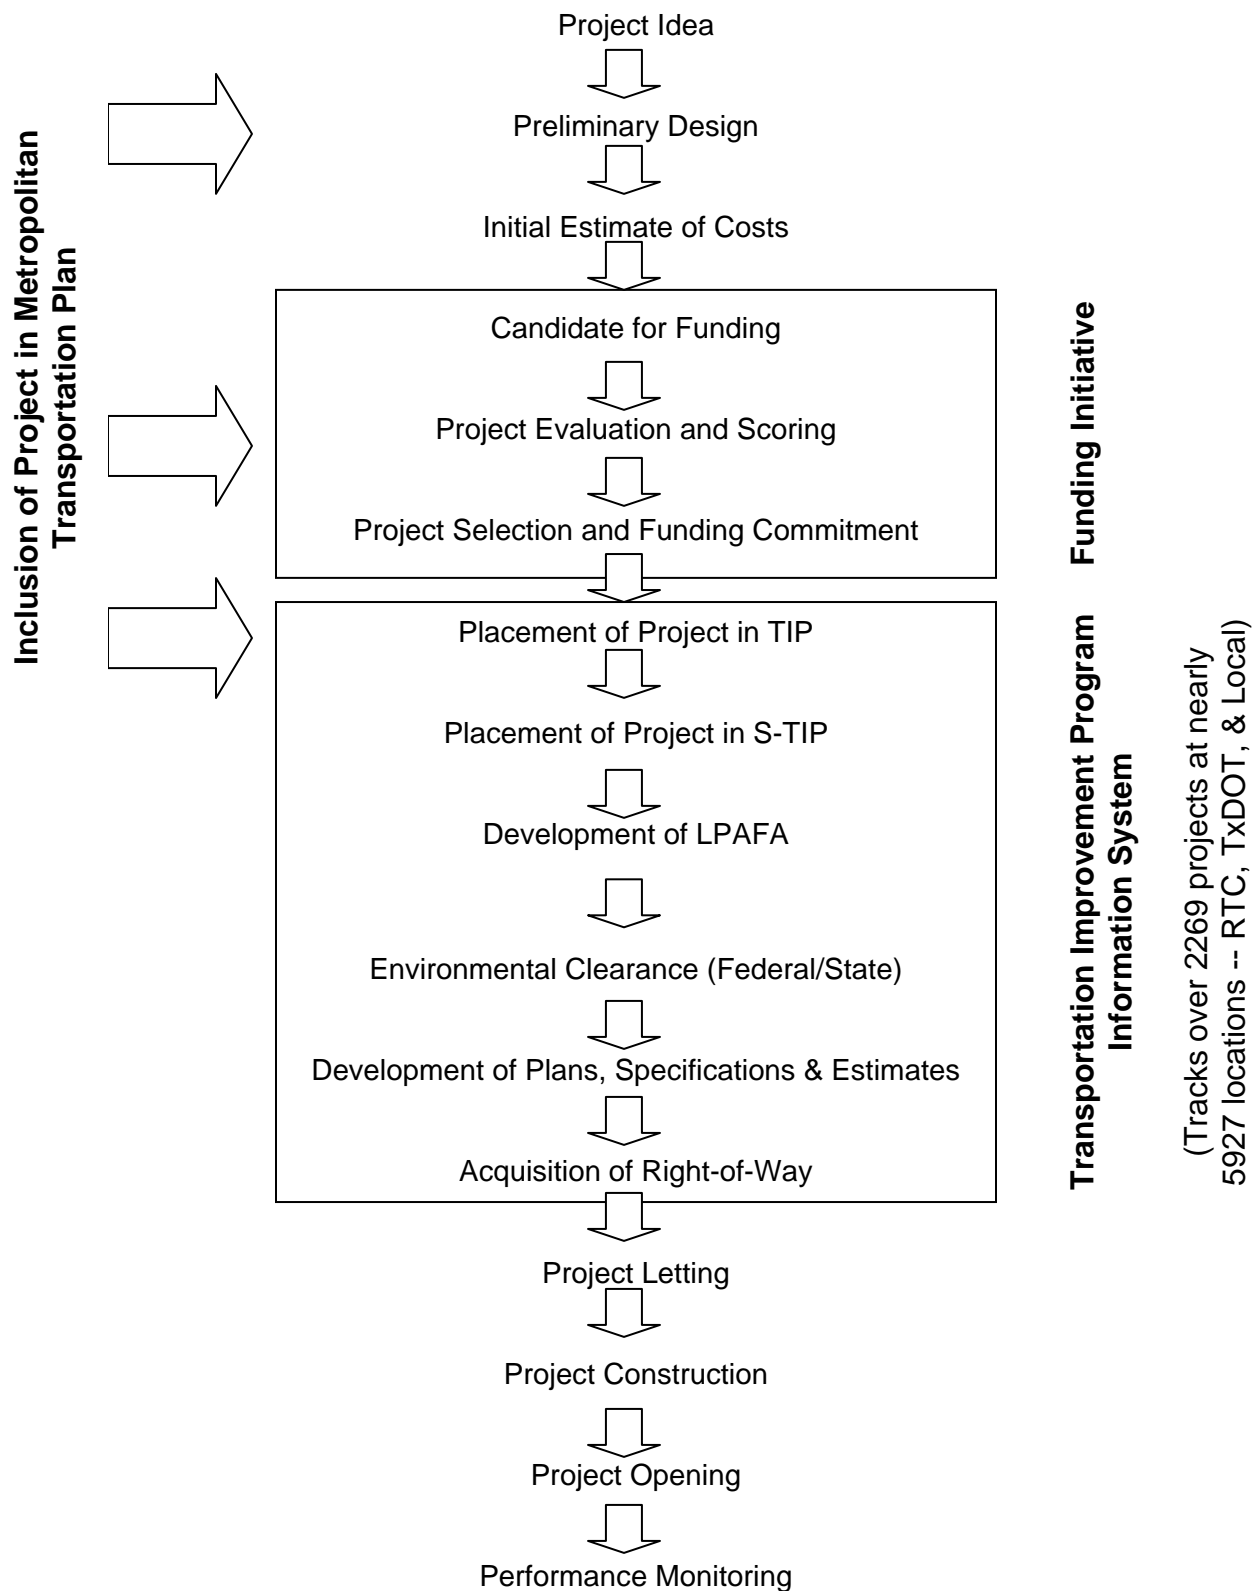 Project Idea
Preliminary Design
Initial Estimate of Costs
Inclusion of Project in Metropolitan
Transportation Plan
Candidate for Funding
Project Evaluation and Scoring
Project Selection and Funding Commitment
Funding Initiative
Placement of Project in TIP
Placement of Project in S-TIP
Development of LPAFA
Environmental Clearance (Federal/State)
Development of Plans, Specifications & Estimates
Acquisition of Right-of-Way
Transportation Improvement Program
Information System
(Tracks over 2269 projects at nearly
5927 locations -- RTC, TxDOT, & Local)
Project Letting
Project Construction
Project Opening
Performance Monitoring